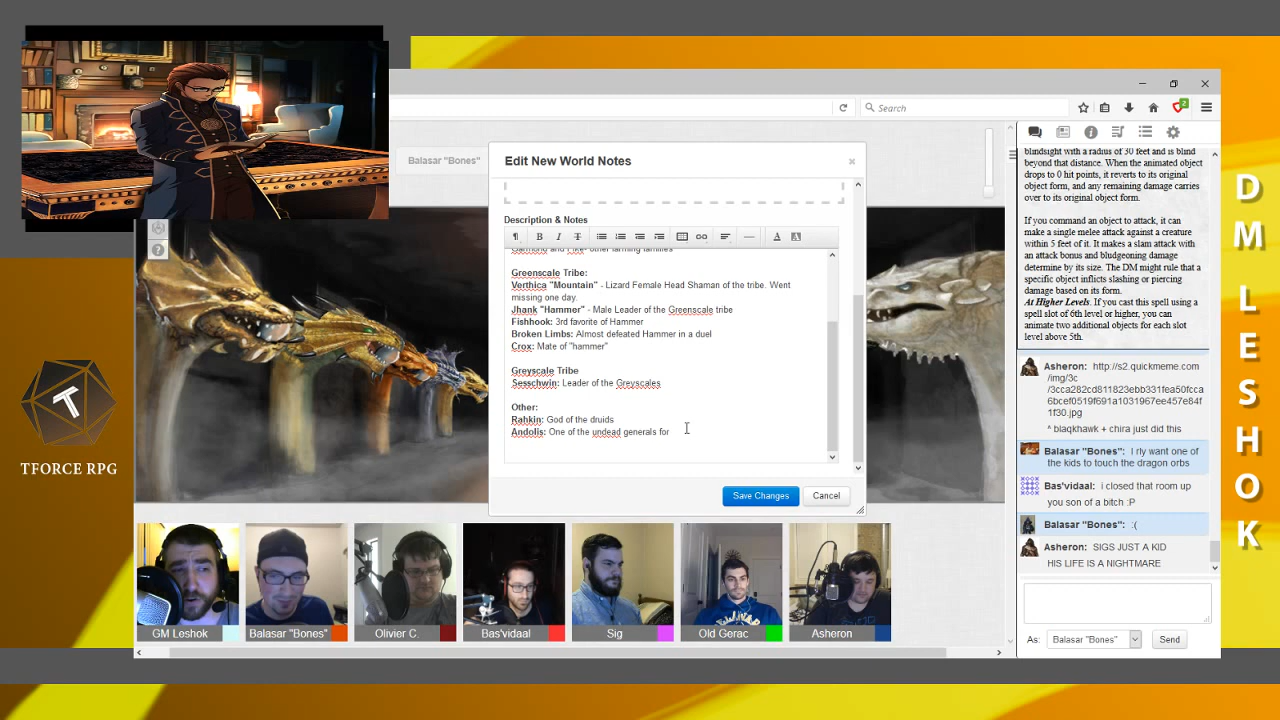 Search
2
Balasar "Bones"
Edit New World Notes
×
Description & Notes
Garmond and Pike- other farming families
Greenscale Tribe:
Verthica "Mountain" - Lizard Female Head Shaman of the tribe. Went
missing one day.
Jhank "Hammer" - Male Leader of the Greenscale tribe
Fishhook: 3rd favorite of Hammer
Broken Limbs: Almost defeated Hammer in a duel
Crox: Mate of "hammer"
Greyscale Tribe
Sesschwin: Leader of the Greyscales
Other:
Rahkin: God of the druids
Andolis: One of the undead generals for
Save Changes
Cancel
blindsight with a radius of 30 feet and is blind
beyond that distance. When the animated object
drops to 0 hit points, it reverts to its original
object form, and any remaining damage carries
over to its original object form.
If you command an object to attack, it can
make a single melee attack against a creature
within 5 feet of it. It makes a slam attack with
an attack bonus and bludgeoning damage
determine by its size. The DM might rule that a
specific object inflicts slashing or piercing
damage based on its form.
At Higher Levels. If you cast this spell using a
spell slot of 6th level or higher, you can
animate two additional objects for each slot
level above 5th.
Asheron: http://s2.quickmeme.com
/img/3c
/3cca282cd811823ebb331fea50fcca
6bcef0519f691a1031967ee457e84f
1f30.jpg
^ blaqkhawk + chira just did this
Balasar "Bones": I rly want one of
the kids to touch the dragon orbs
Bas'vidaal: i closed that room up
you son of a bitch :P
Balasar "Bones": :(
Asheron: SIGS JUST A KID
HIS LIFE IS A NIGHTMARE
As: Balasar "Bones" Send
DM LESHOK
T
TFORCE RPG
GM Leshok
Balasar "Bones"
Olivier C.
Bas'vidaal
Sig
Old Gerac
Asheron